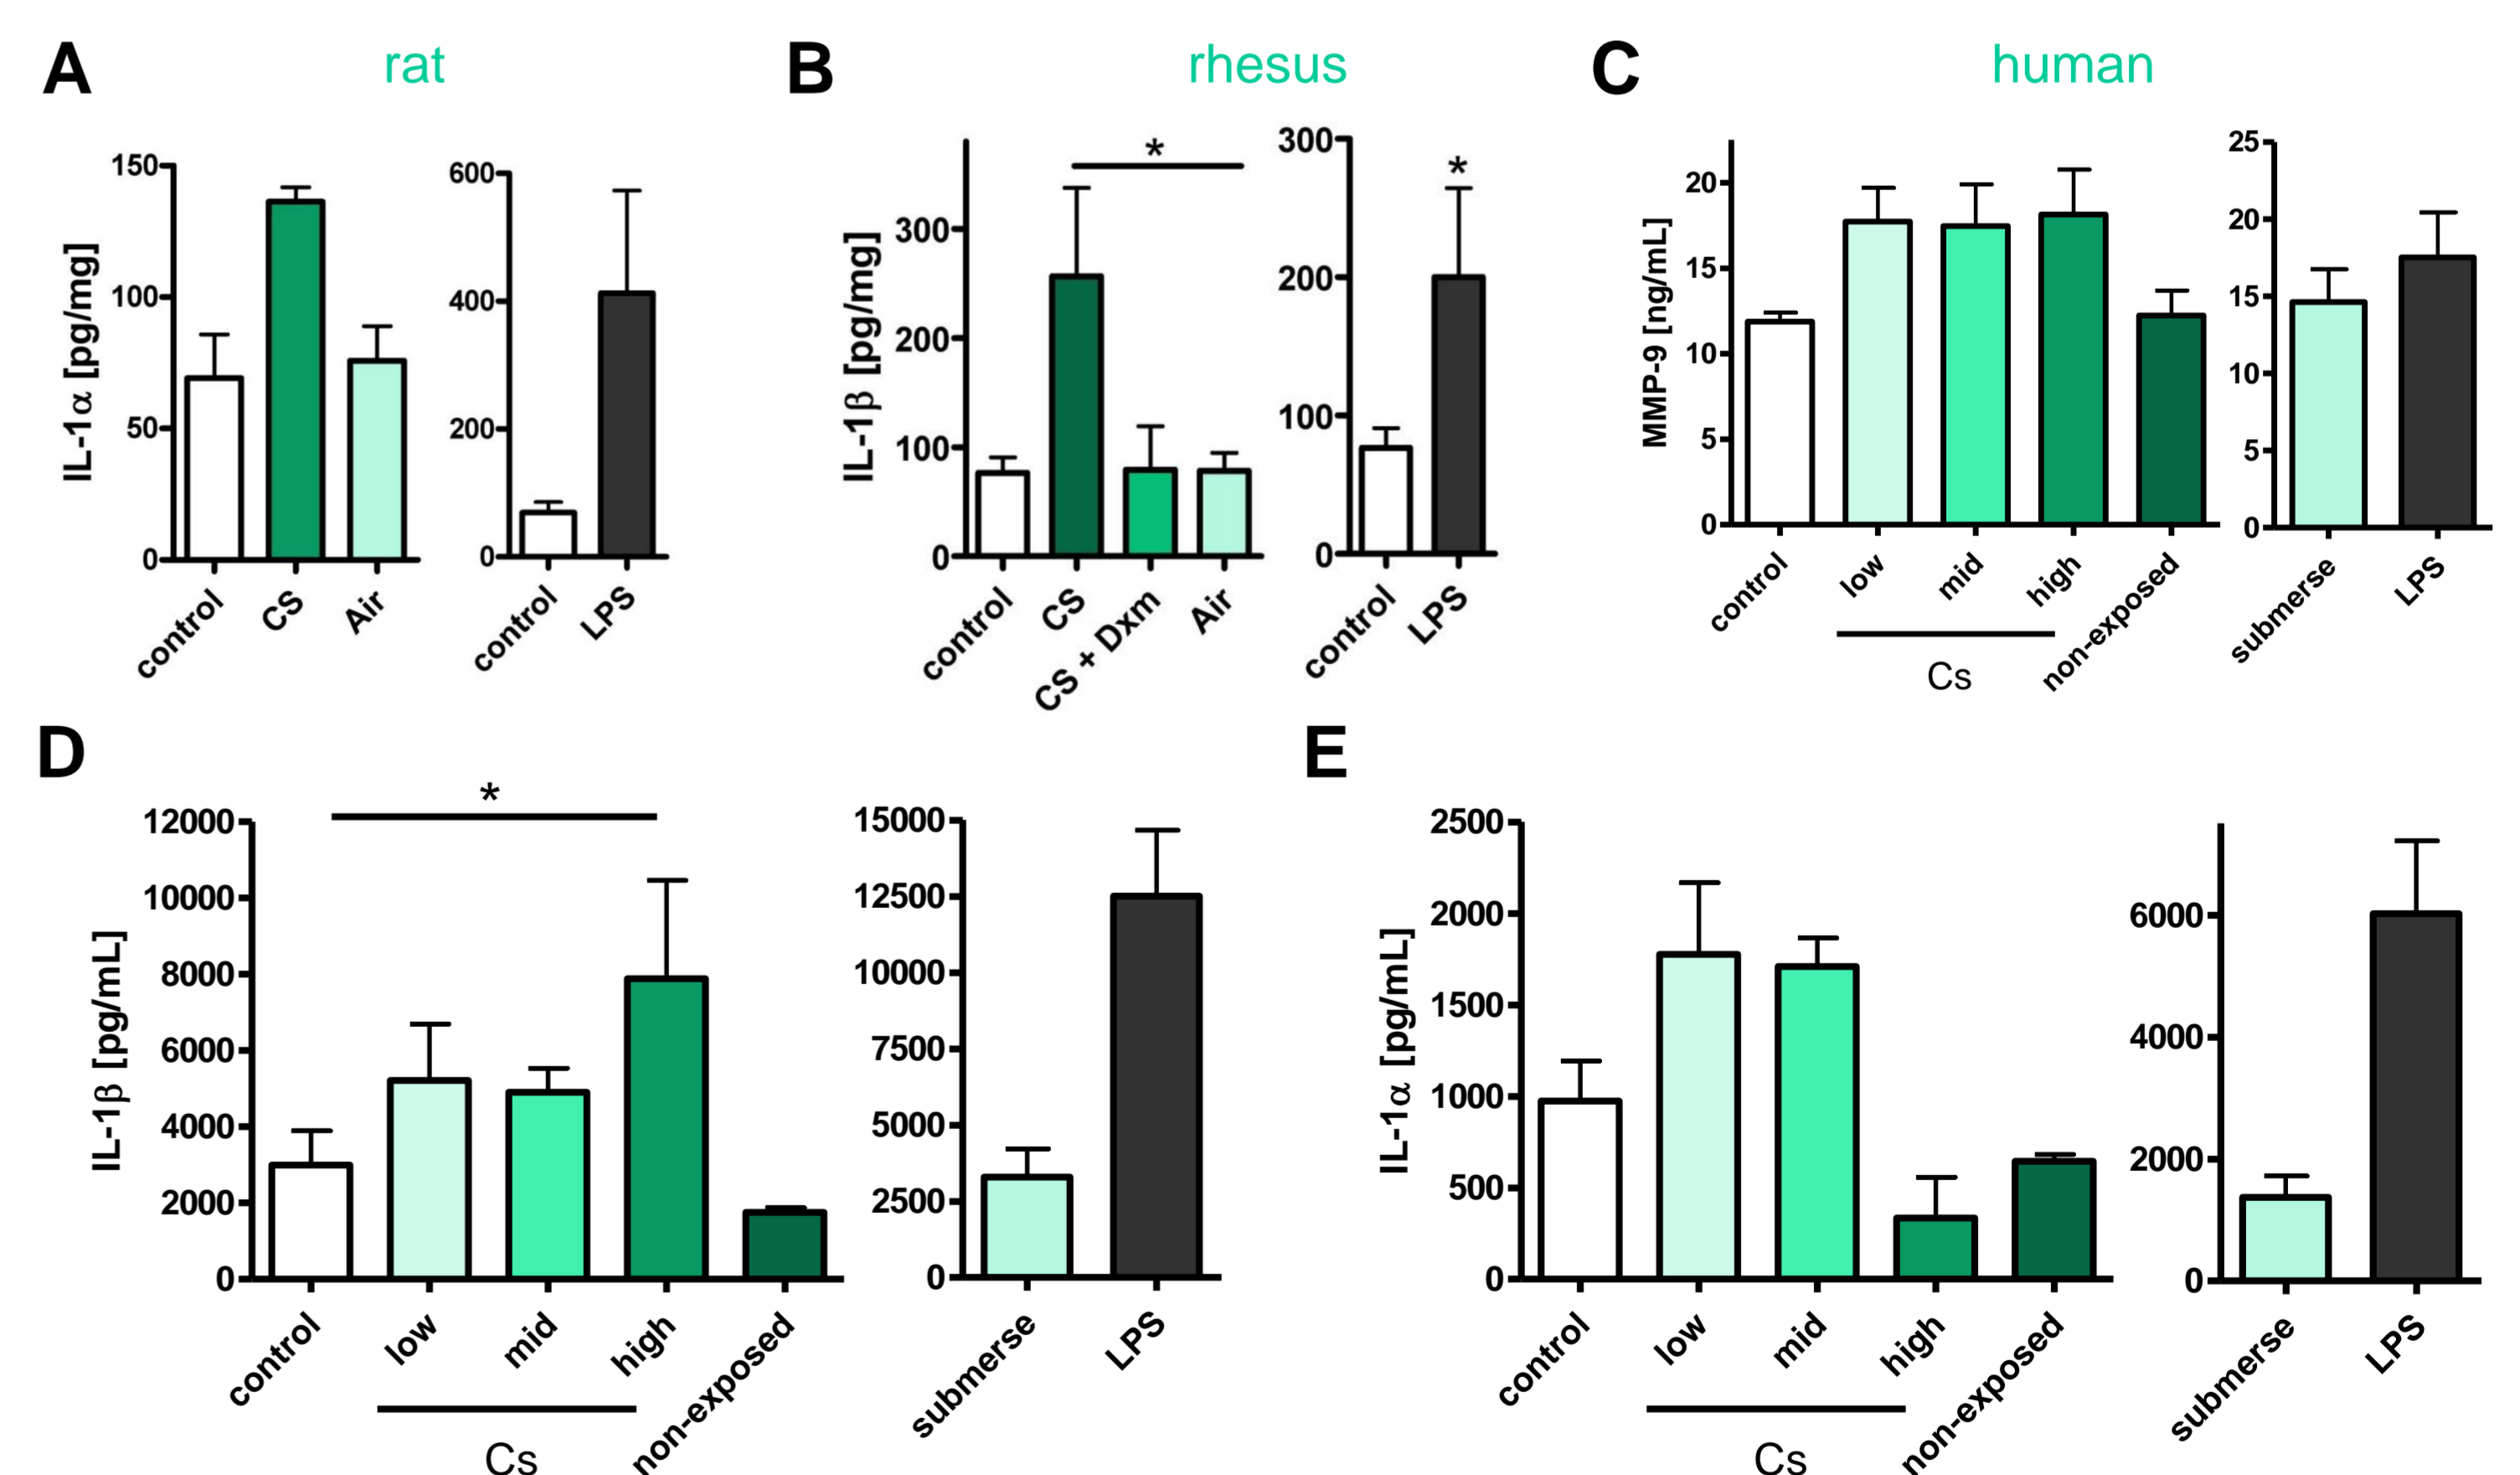 A
rat
IL-1α [pg/mg]
150
100
50
0
control
CS
Air
600
400
200
0
control
LPS
B
rhesus
IL-1β [pg/mg]
300
200
100
0
*
control
CS
CS + Dxm
Air
300
200
100
0
*
control
LPS
C
human
MMP-9 [ng/mL]
20
15
10
5
0
control
low
mid
high
non-exposed
Cs
25
20
15
10
5
0
submerse
LPS
D
IL-1β [pg/mL]
12000
10000
8000
6000
4000
2000
0
*
control
low
mid
high
non-exposed
Cs
15000
12500
10000
7500
5000
2500
0
submerse
LPS
E
IL-1α [pg/mL]
2500
2000
1500
1000
500
0
control
low
mid
high
non-exposed
Cs
6000
4000
2000
0
submerse
LPS